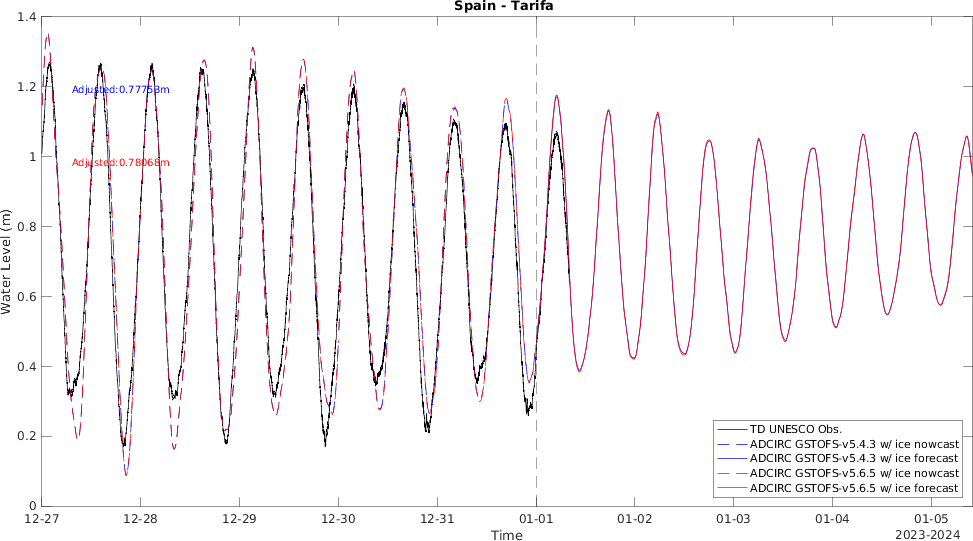 Spain - Tarifa
1.4
1.2
1
0.8
0.6
0.4
0.2
0
Water Level (m)
Adjusted:0.77753m
Adjusted:0.78068m
TD UNESCO Obs.
ADCIRC GSTOFS-v5.4.3 w/ ice nowcast
ADCIRC GSTOFS-v5.4.3 w/ ice forecast
ADCIRC GSTOFS-v5.6.5 w/ ice nowcast
ADCIRC GSTOFS-v5.6.5 w/ ice forecast
12-27 12-28 12-29 12-30 12-31 01-01 01-02 01-03 01-04 01-05
Time
2023-2024